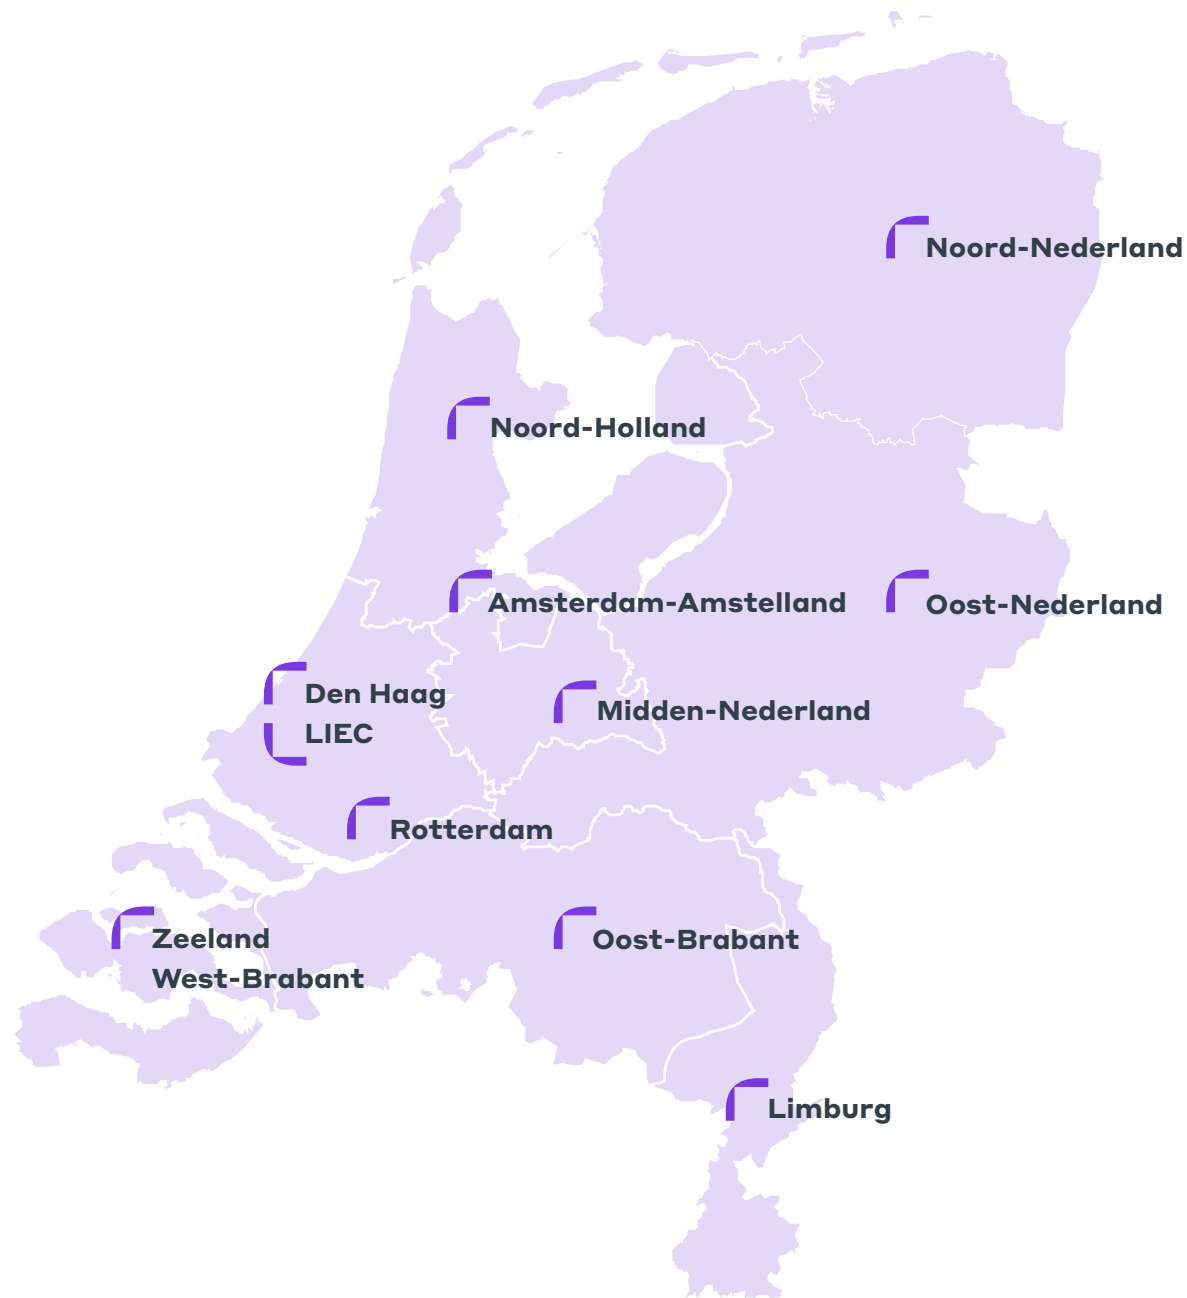 Noord-Nederland
Noord-Holland
Amsterdam-Amstelland
Oost-Nederland
Den Haag
LIEC
Midden-Nederland
Rotterdam
Zeeland
West-Brabant
Oost-Brabant
Limburg